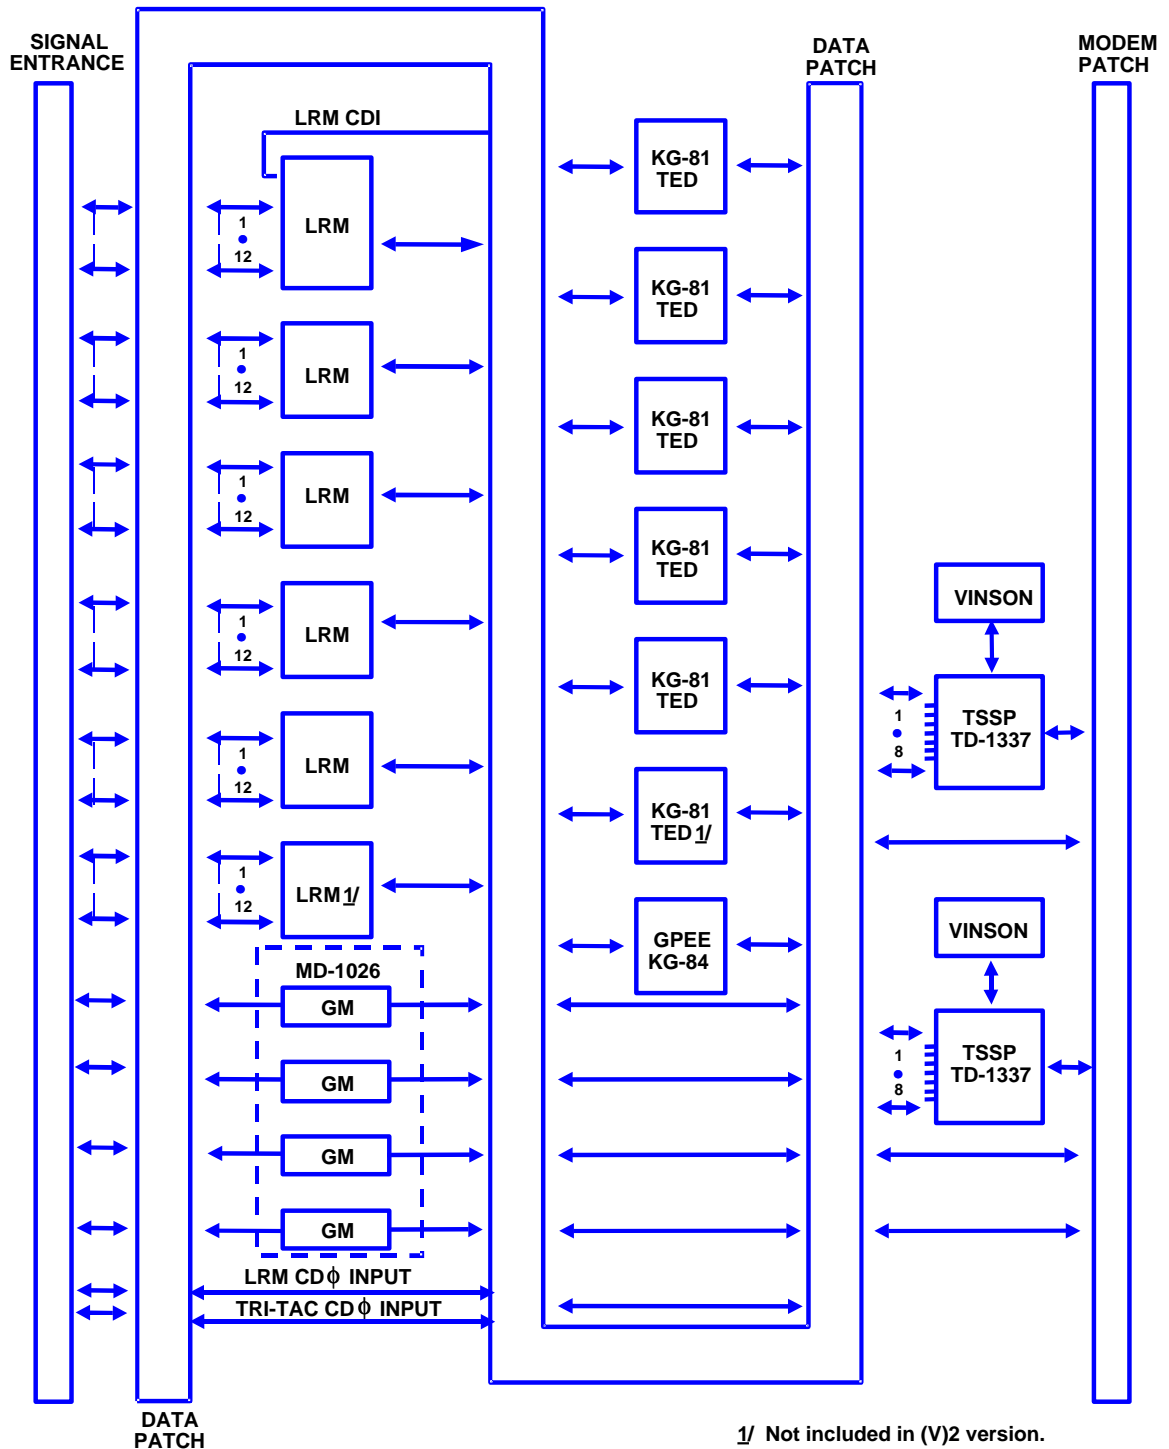 SIGNAL
ENTRANCE
DATA
PATCH
MODEM
PATCH
LRM CDI
LRM
1
12
KG-81
TED
LRM
1
12
KG-81
TED
LRM
1
12
KG-81
TED
LRM
1
12
KG-81
TED
VINSON
LRM
1
12
KG-81
TED
TSSP
TD-1337
1
8
LRM 1/
1
12
KG-81
TED 1/
MD-1026
GM
GPEE
KG-84
VINSON
GM
TSSP
TD-1337
1
8
GM
GM
LRM CDϕ INPUT
TRI-TAC CDϕ INPUT
DATA
PATCH
1/ Not included in (V)2 version.